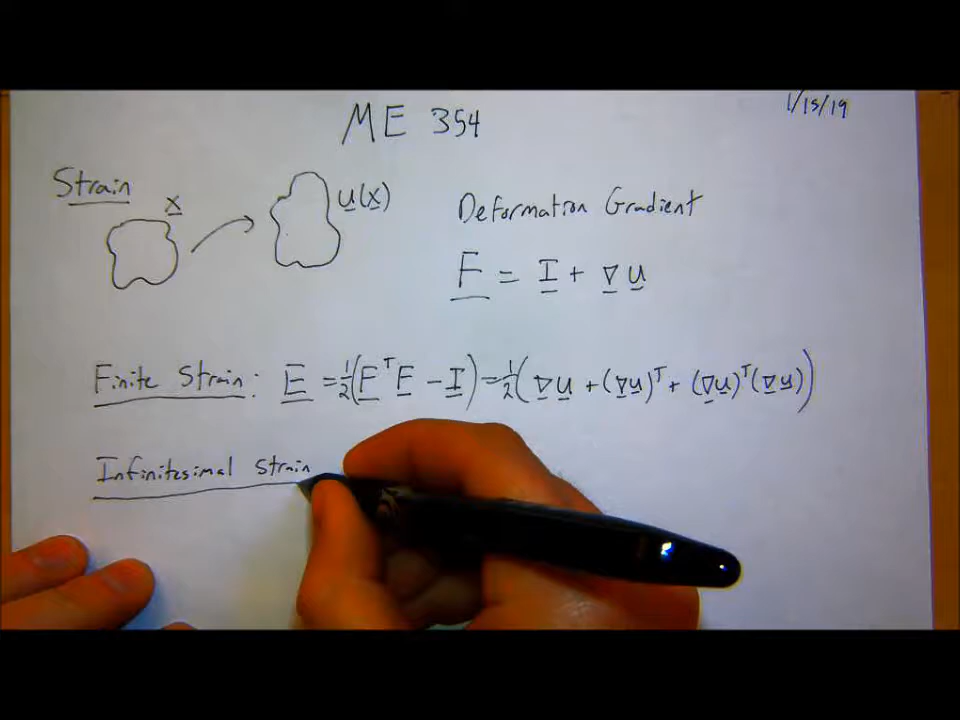 ME 354
1/15/19
Strain
x
u(x)
Deformation Gradient
F = I + ∇u
Finite Strain: E = ½(FᵀF − I) = ½(∇u + (∇u)ᵀ + (∇u)ᵀ(∇u))
Infinitesimal Strain